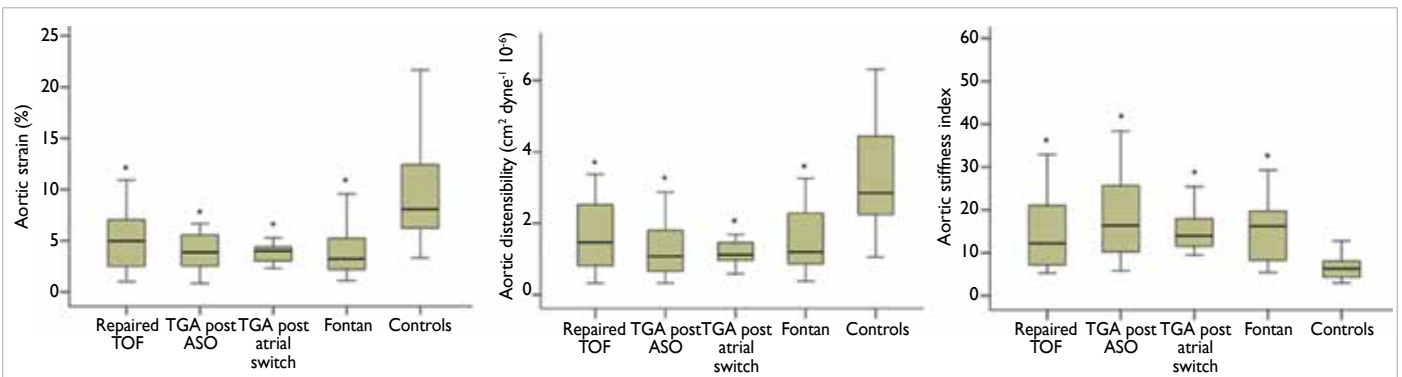 Aortic strain (%)
25
20
15
10
5
0
*
*
*
*
Repaired TOF
TGA post ASO
TGA post atrial switch
Fontan
Controls
Aortic distensibility (cm² dyne⁻¹ 10⁻⁶)
6
4
2
0
*
*
*
*
Repaired TOF
TGA post ASO
TGA post atrial switch
Fontan
Controls
Aortic stiffness index
60
50
40
30
20
10
0
*
*
*
*
Repaired TOF
TGA post ASO
TGA post atrial switch
Fontan
Controls